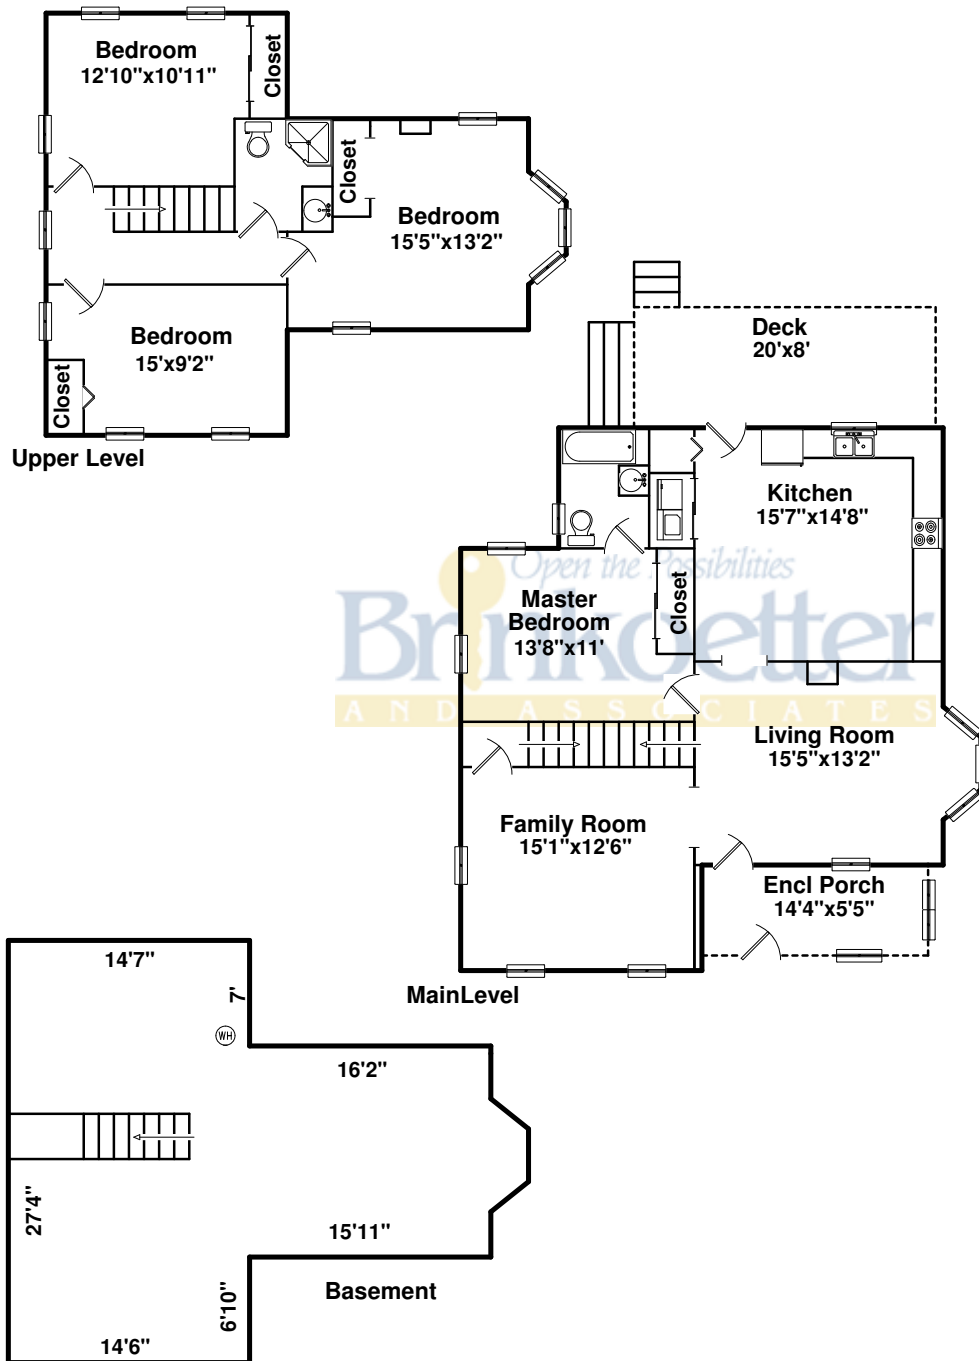 Bedroom
12'10"x10'11"
Closet
Closet
Bedroom
15'5"x13'2"
Bedroom
15'x9'2"
Closet
Upper Level
Deck
20'x8'
Kitchen
15'7"x14'8"
Open the Possibilities
Brinkoetter
AND ASSOCIATES
Master
Bedroom
13'8"x11'
Closet
Living Room
15'5"x13'2"
Family Room
15'1"x12'6"
Encl Porch
14'4"x5'5"
MainLevel
14'7"
7'
WH
16'2"
27'4"
15'11"
6'10"
14'6"
Basement